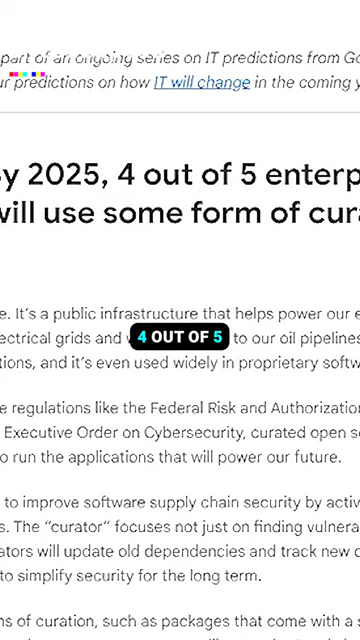 part of an ongoing series on IT predictions from Go
ur predictions on how IT will change in the coming y
By 2025, 4 out of 5 enterp
will use some form of cura
e. It's a public infrastructure that helps power our e
ectrical grids and to our oil pipelines
4 OUT OF 5
tions, and it's even used widely in proprietary softw
e regulations like the Federal Risk and Authorization
Executive Order on Cybersecurity, curated open s
o run the applications that will power our future.
to improve software supply chain security by activ
s. The "curator" focuses not just on finding vulnera
ators will update old dependencies and track new c
to simplify security for the long term.
ns of curation, such as packages that come with a s